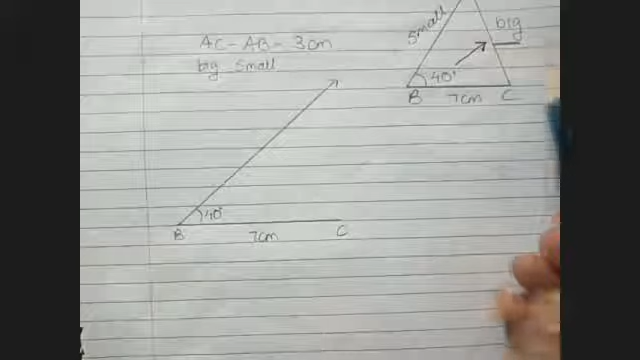 AC - AB - 3cm
big small
small
big
40°
B 7cm C
40°
B 7cm C